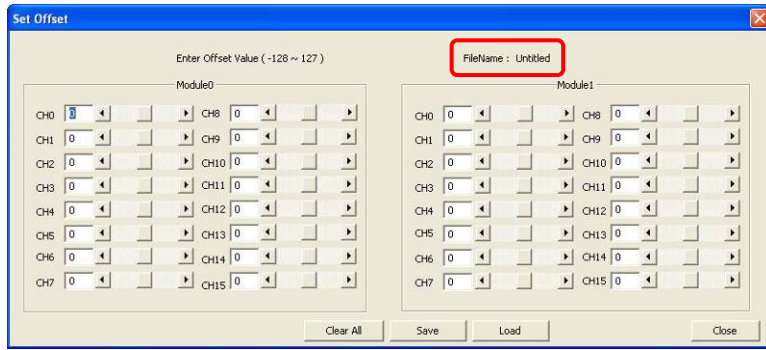 Set Offset
Enter Offset Value ( -128 ~ 127 )
FileName : Untitled
Module0
CH0 0
CH1 0
CH2 0
CH3 0
CH4 0
CH5 0
CH6 0
CH7 0
CH8 0
CH9 0
CH10 0
CH11 0
CH12 0
CH13 0
CH14 0
CH15 0
Module1
CH0 0
CH1 0
CH2 0
CH3 0
CH4 0
CH5 0
CH6 0
CH7 0
CH8 0
CH9 0
CH10 0
CH11 0
CH12 0
CH13 0
CH14 0
CH15 0
Clear All
Save
Load
Close